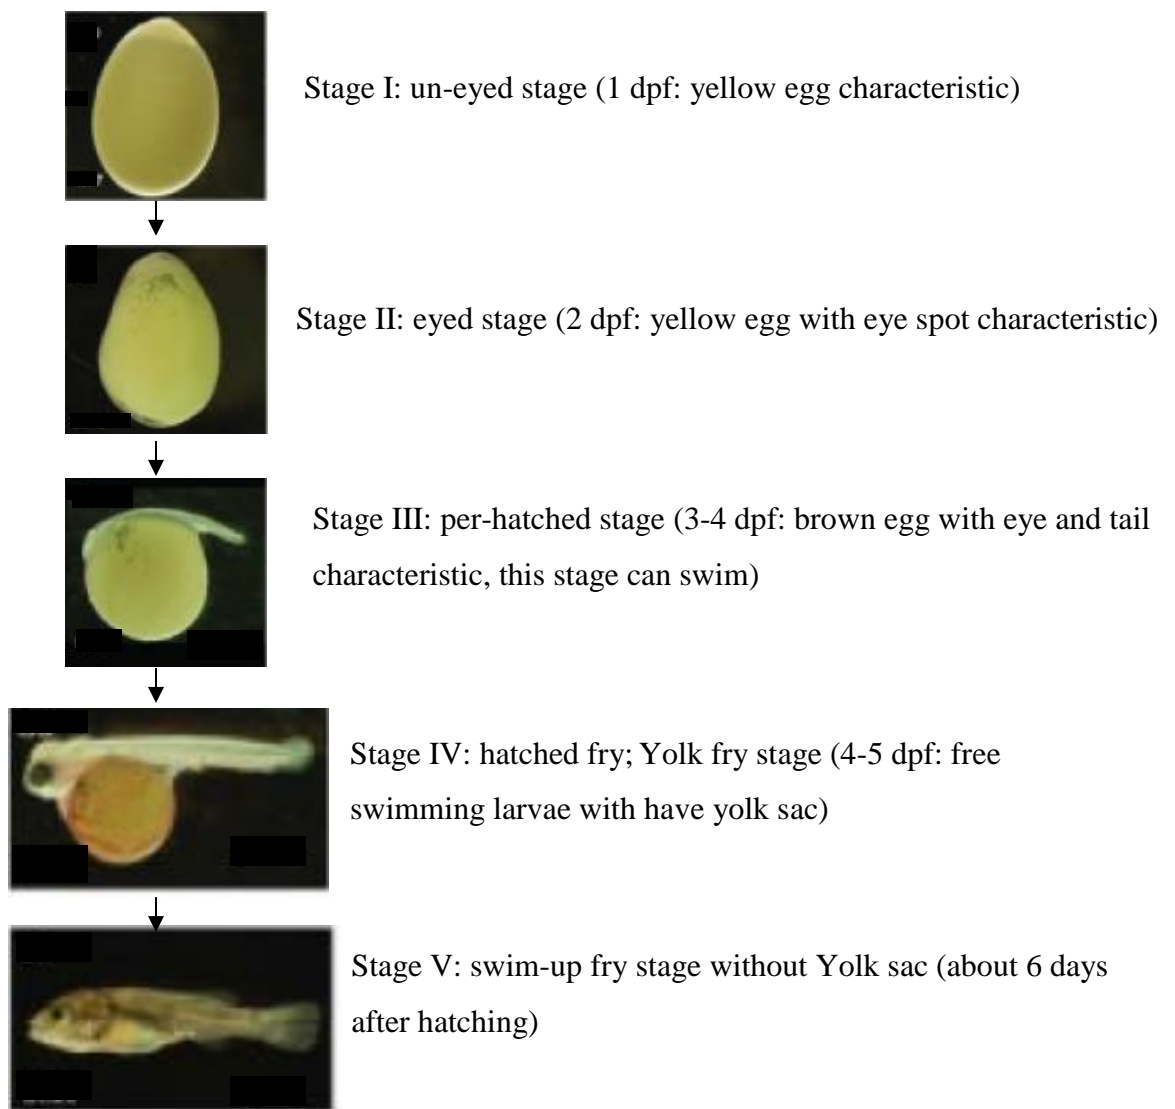 Stage I: un-eyed stage (1 dpf: yellow egg characteristic)
Stage II: eyed stage (2 dpf: yellow egg with eye spot characteristic)
Stage III: per-hatched stage (3-4 dpf: brown egg with eye and tail
characteristic, this stage can swim)
Stage IV: hatched fry; Yolk fry stage (4-5 dpf: free
swimming larvae with have yolk sac)
Stage V: swim-up fry stage without Yolk sac (about 6 days
after hatching)